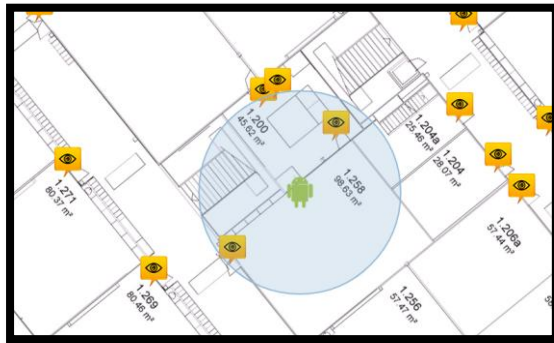 1.200
45.62 m²
1.204a
25.46 m²
1.204
28.07 m²
1.271
80.37 m²
1.258
98.63 m²
1.206a
57.44 m²
1.269
80.46 m²
1.256
57.47 m²